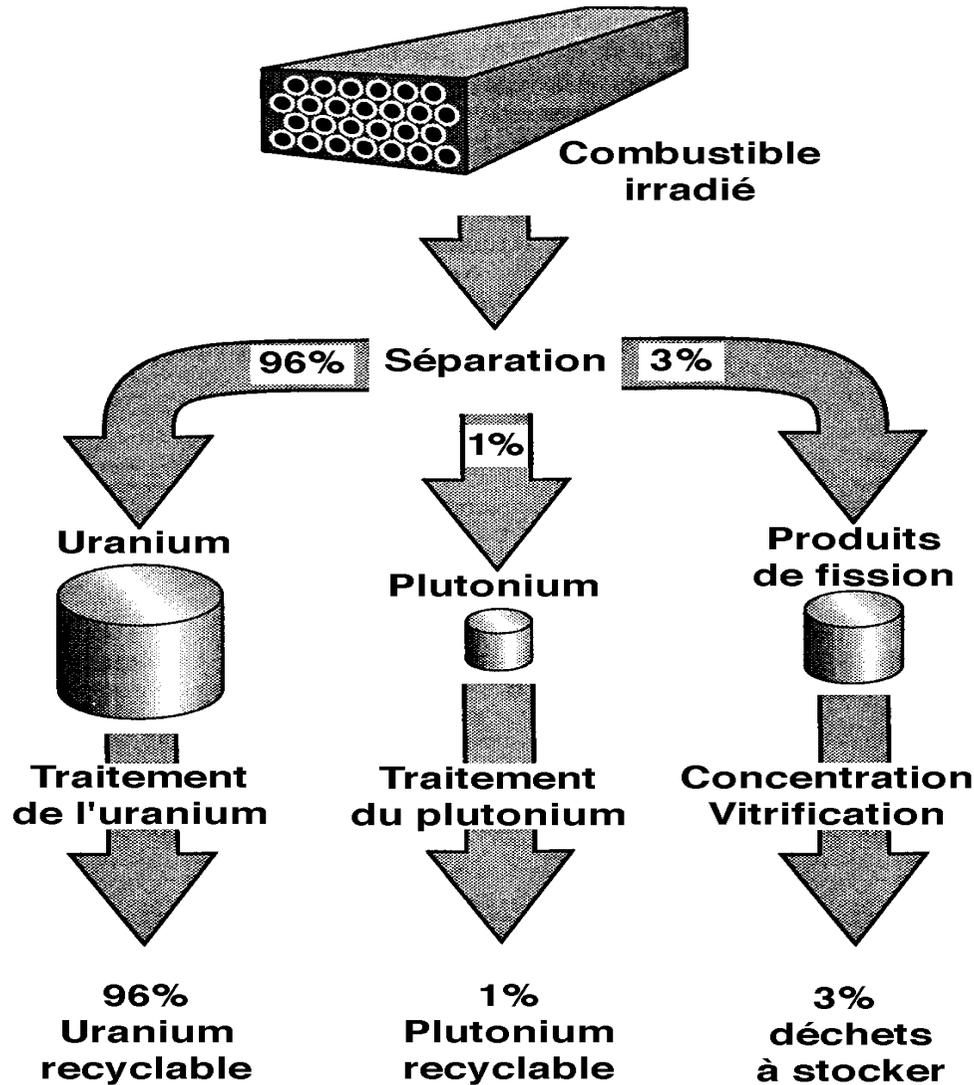 Combustible
irradié
96%
Séparation
3%
1%
Uranium
Plutonium
Produits
de fission
Traitement
de l'uranium
Traitement
du plutonium
Concentration
Vitrification
96%
Uranium
recyclable
1%
Plutonium
recyclable
3%
déchets
à stocker